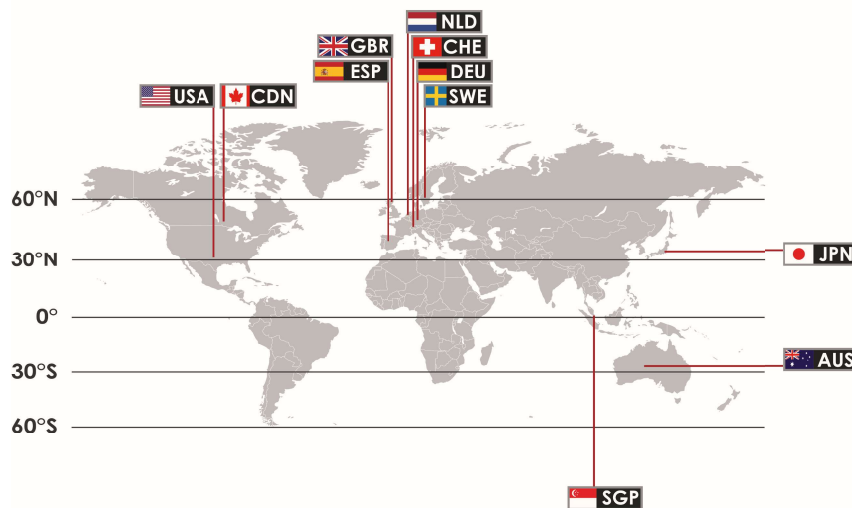 NLD
GBR CHE
ESP DEU
USA CDN SWE
60°N
JPN
30°N
0°
AUS
30°S
60°S
SGP